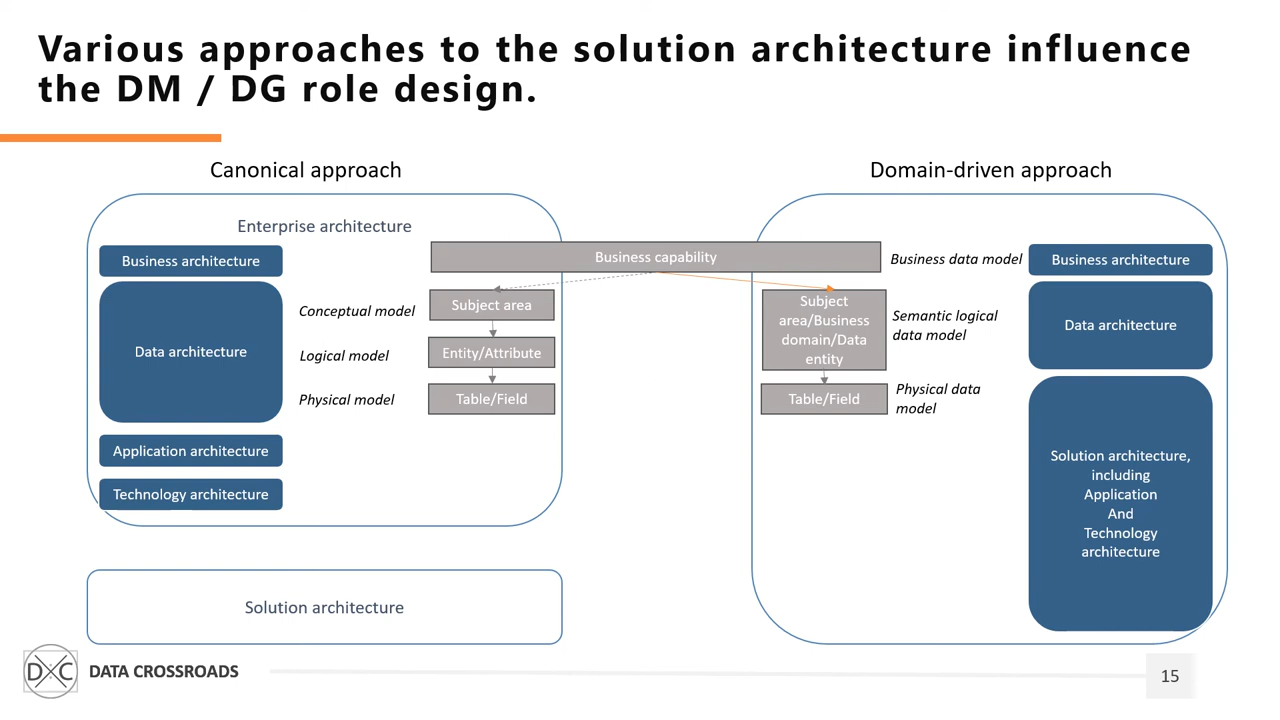 Various approaches to the solution architecture influence
the DM / DG role design.
Canonical approach
Enterprise architecture
Business architecture
Data architecture
Application architecture
Technology architecture
Conceptual model
Logical model
Physical model
Business capability
Subject area
Entity/Attribute
Table/Field
Solution architecture
Domain-driven approach
Subject
area/Business
domain/Data
entity
Table/Field
Business data model
Semantic logical
data model
Physical data
model
Business architecture
Data architecture
Solution architecture,
including
Application
And
Technology
architecture
DXC
DATA CROSSROADS
15